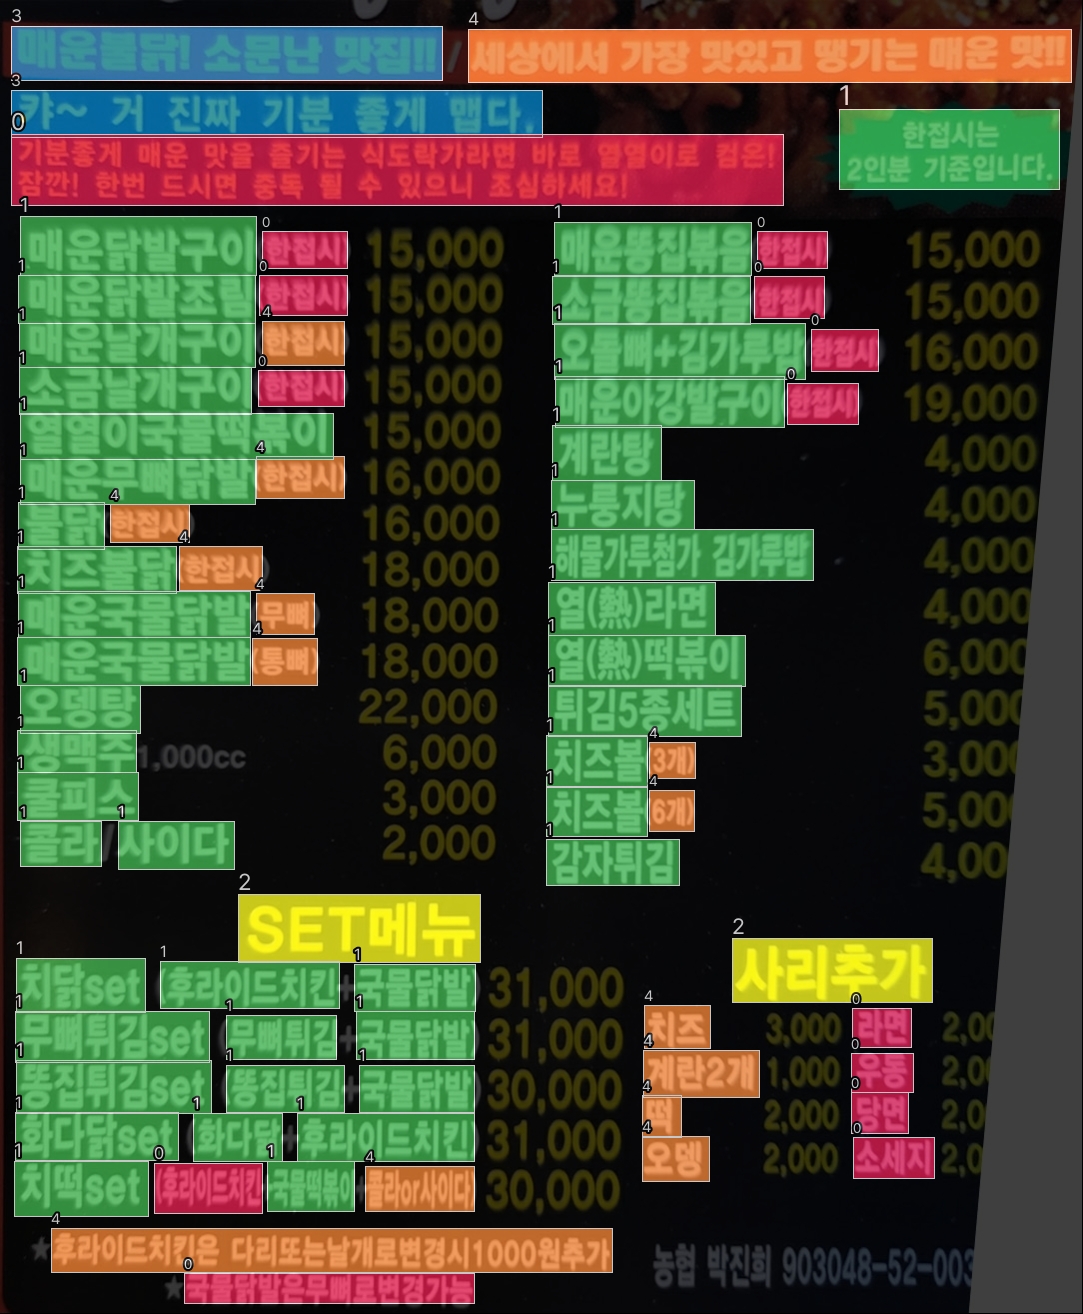 매운불닭! 소문난 맛집!! / 세상에서 가장 맛있고 땡기는 매운 맛!!
캬~ 거 진짜 기분 좋게 맵다.
기분좋게 매운 맛을 즐기는 식도락가라면 바로 열열이로 컴온!
잠깐! 한번 드시면 중독 될 수 있으니 조심하세요!
한접시는
2인분 기준입니다.
매운닭발구이(한접시) 15,000
매운닭발조림(한접시) 15,000
매운날개구이(한접시) 15,000
소금날개구이(한접시) 15,000
열열이국물떡볶이 15,000
매운무뼈닭발(한접시) 16,000
불닭(한접시) 16,000
치즈불닭(한접시) 18,000
매운국물닭발(무뼈) 18,000
매운국물닭발(통뼈) 18,000
오뎅탕 22,000
생맥주1,000cc 6,000
쿨피스 3,000
콜라/사이다 2,000
매운똥집볶음(한접시) 15,000
소금똥집볶음(한접시) 15,000
오돌뼈+김가루밥(한접시) 16,000
매운아강발구이(한접시) 19,000
계란탕 4,000
누룽지탕 4,000
해물가루첨가 김가루밥 4,000
열(熱)라면 4,000
열(熱)떡볶이 6,000
튀김5종세트 5,000
치즈볼(3개) 3,000
치즈볼(6개) 5,000
감자튀김 4,00
SET메뉴
치닭set (후라이드치킨+국물닭발) 31,000
무뼈튀김set (무뼈튀김+국물닭발) 31,000
똥집튀김set (똥집튀김+국물닭발) 30,000
화다닭set (화다닭+후라이드치킨) 31,000
치떡set (후라이드치킨+국물떡볶이+콜라or사이다) 30,000
★후라이드치킨은 다리또는날개로변경시1000원추가
★국물닭발은무뼈로변경가능
사리추가
치즈 3,000 라면 2,00
계란2개 1,000 우동 2,00
떡 2,000 당면 2,00
오뎅 2,000 소세지 2,0
농협 박진희 903048-52-003